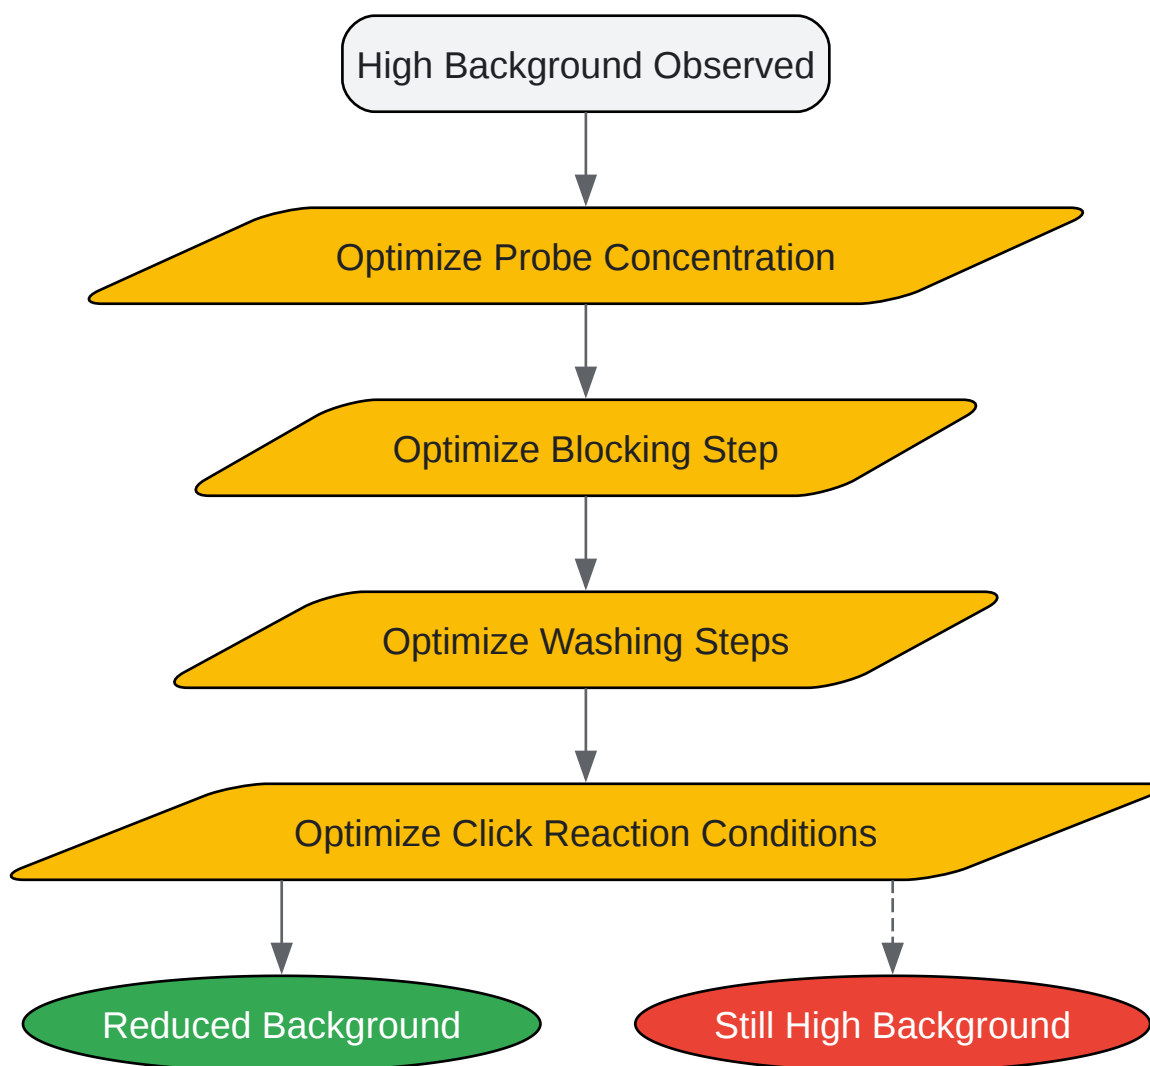 High Background Observed
Optimize Probe Concentration
Optimize Blocking Step
Optimize Washing Steps
Optimize Click Reaction Conditions
Reduced Background
Still High Background